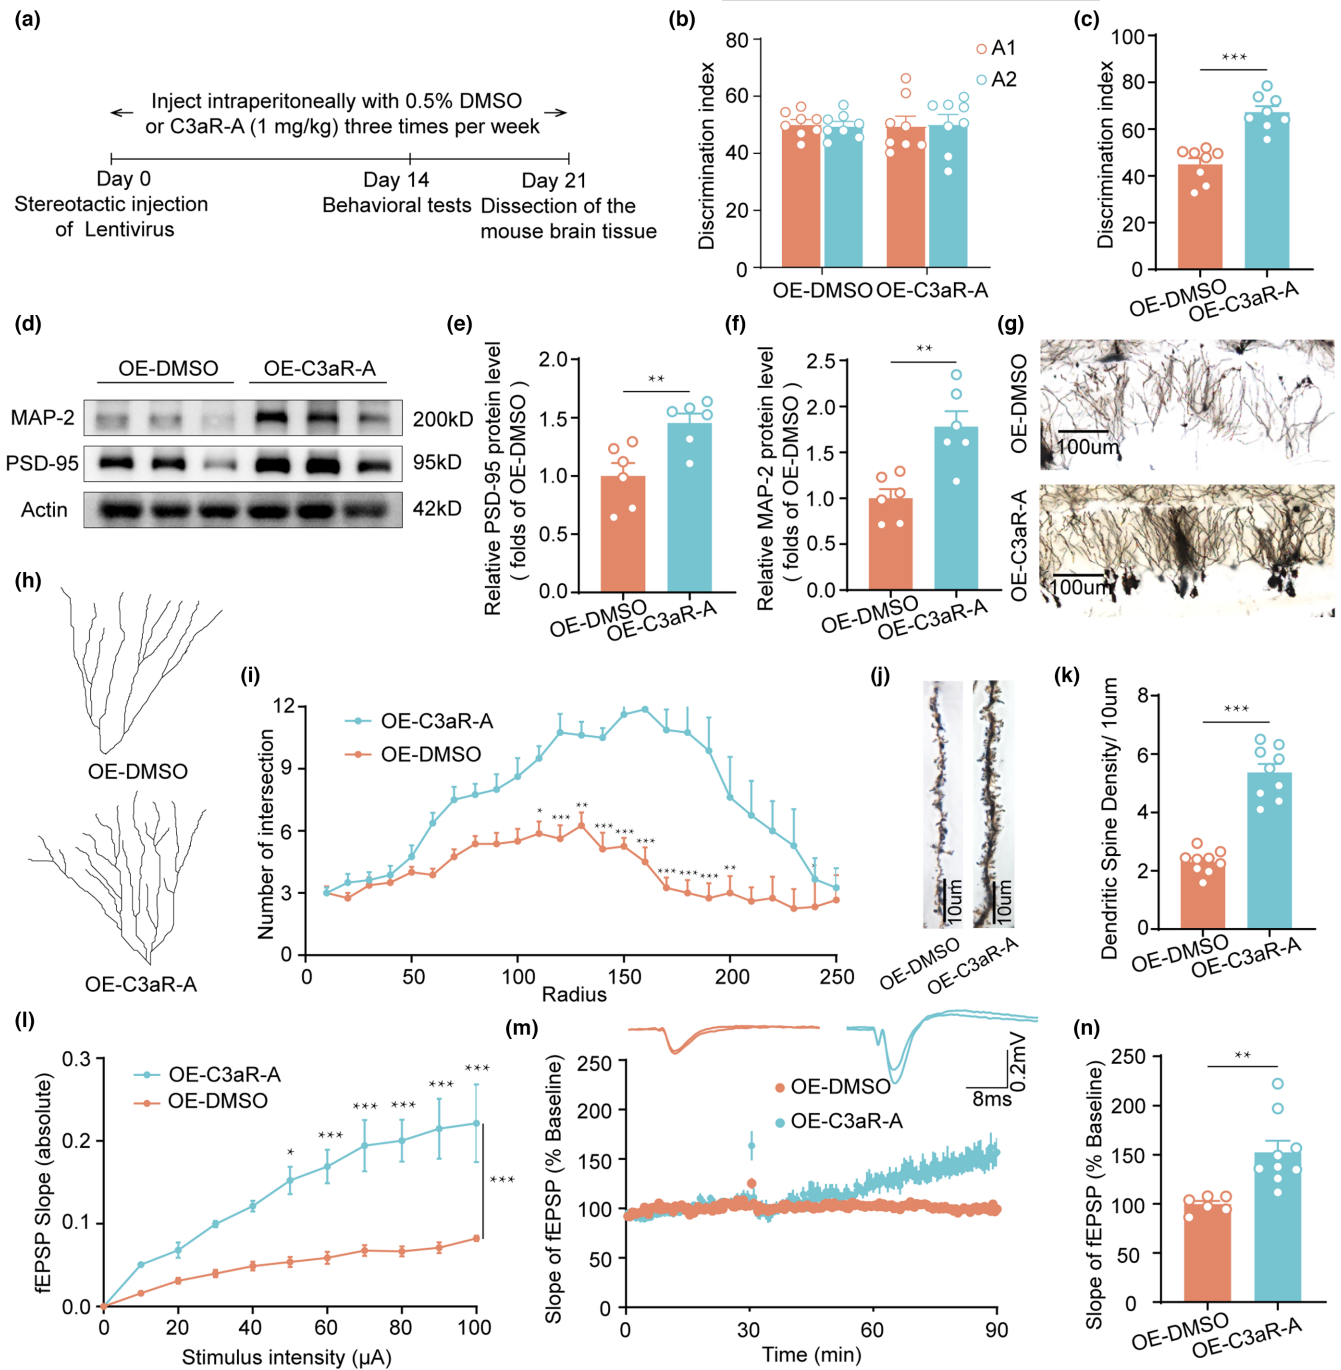 (a)
Inject intraperitoneally with 0.5% DMSO
or C3aR-A (1 mg/kg) three times per week
Day 0
Stereotactic injection
of Lentivirus
Day 14
Behavioral tests
Day 21
Dissection of the
mouse brain tissue
(b)
Discrimination index
80
60
40
20
0
A1
A2
OE-DMSO
OE-C3aR-A
(c)
Discrimination index
100
80
60
40
20
0
***
OE-DMSO
OE-C3aR-A
(d)
OE-DMSO
OE-C3aR-A
MAP-2
200kD
PSD-95
95kD
Actin
42kD
(e)
Relative PSD-95 protein level
( folds of OE-DMSO )
2.0
1.5
1.0
0.5
0.0
**
OE-DMSO
OE-C3aR-A
(f)
Relative MAP-2 protein level
( folds of OE-DMSO )
2.5
2.0
1.5
1.0
0.5
0.0
**
OE-DMSO
OE-C3aR-A
(g)
OE-DMSO
100um
OE-C3aR-A
100um
(h)
OE-DMSO
OE-C3aR-A
(i)
Number of intersection
12
9
6
3
0
OE-C3aR-A
OE-DMSO
*
***
**
***
***
***
***
***
***
**
0
50
100
150
200
250
Radius
(j)
10um
10um
OE-DMSO
OE-C3aR-A
(k)
Dendritic Spine Density/ 10um
8
6
4
2
0
***
OE-DMSO
OE-C3aR-A
(l)
fEPSP Slope (absolute)
0.3
0.2
0.1
0.0
OE-C3aR-A
OE-DMSO
*
***
***
***
***
***
***
0
20
40
60
80
100
Stimulus intensity (µA)
(m)
Slope of fEPSP (% Baseline)
250
200
150
100
50
0
OE-DMSO
OE-C3aR-A
0.2mV
8ms
0
30
60
90
Time (min)
(n)
Slope of fEPSP (% Baseline)
250
200
150
100
50
0
**
OE-DMSO
OE-C3aR-A